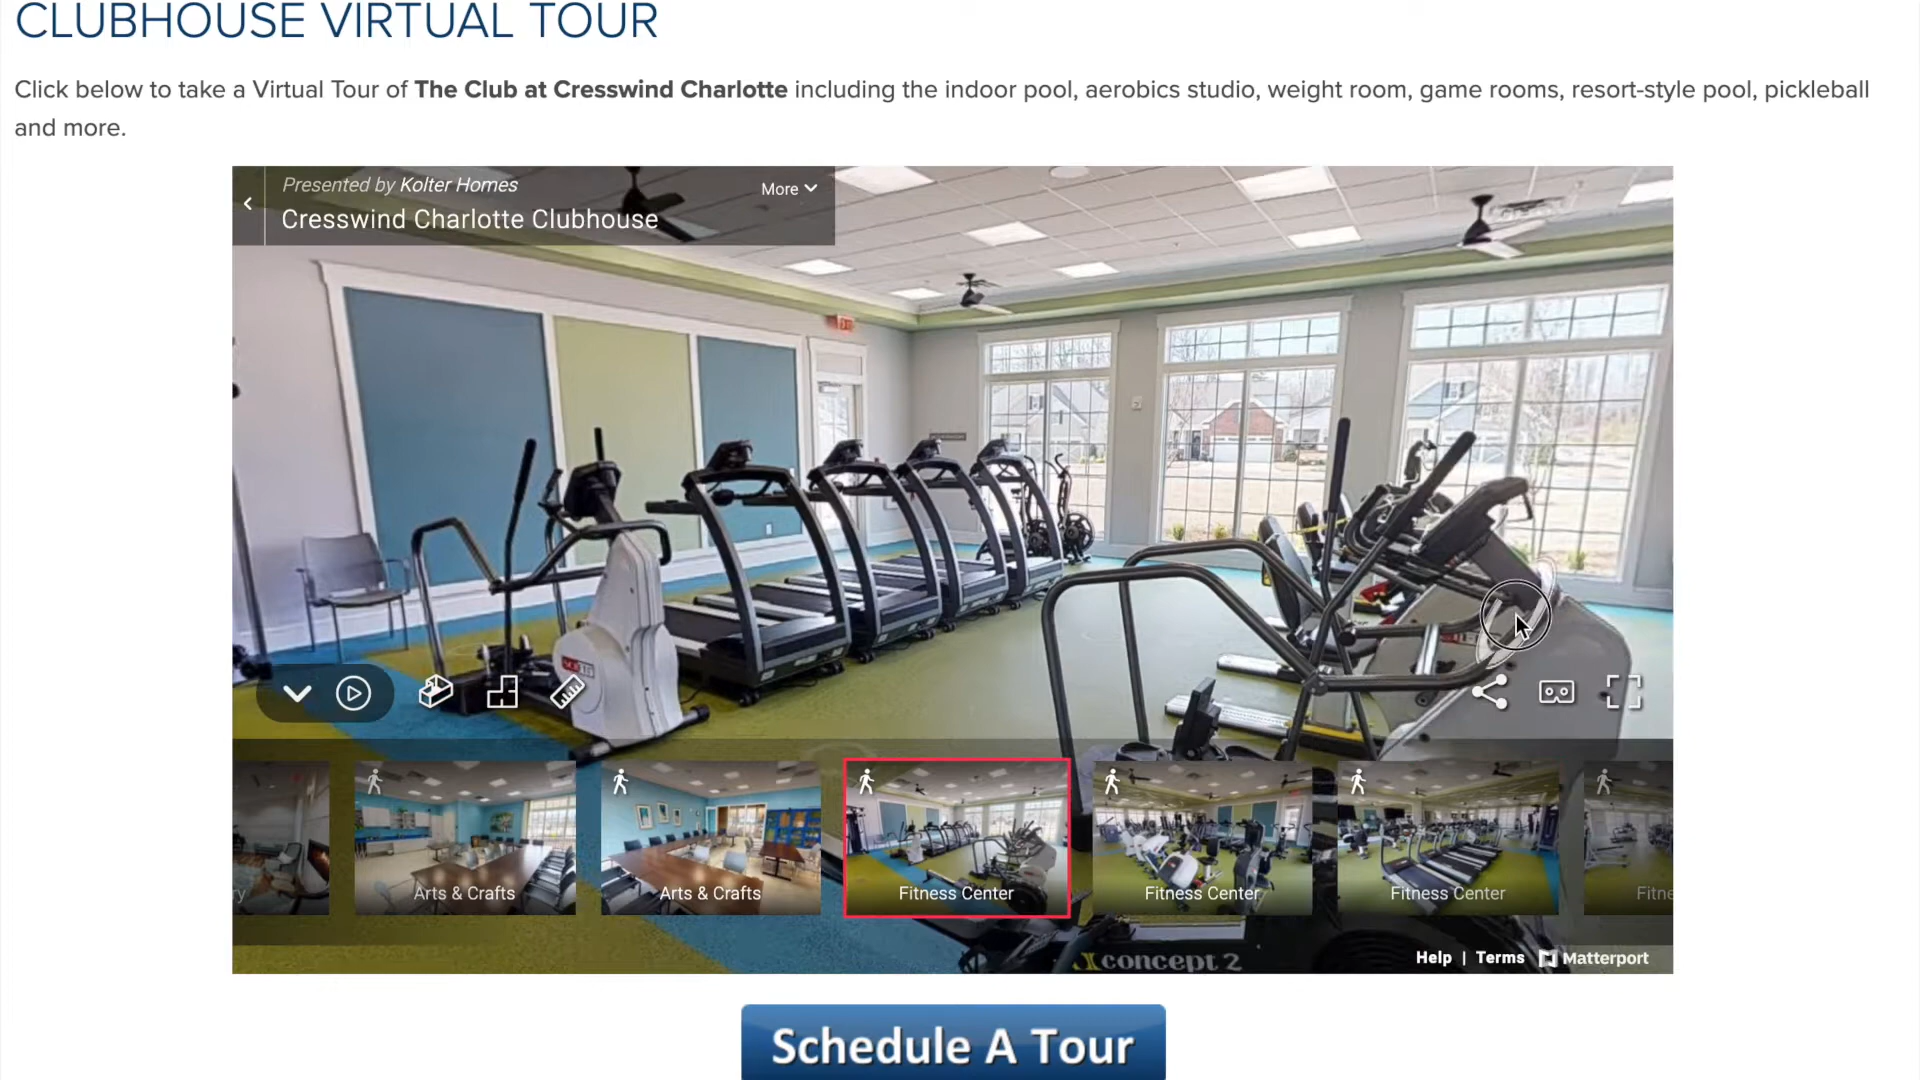 CLUBHOUSE VIRTUAL TOUR
Click below to take a Virtual Tour of The Club at Cresswind Charlotte including the indoor pool, aerobics studio, weight room, game rooms, resort-style pool, pickleball
and more.
Presented by Kolter Homes
More
Cresswind Charlotte Clubhouse
ry
Arts & Crafts
Arts & Crafts
Fitness Center
Fitness Center
Fitness Center
Fitne
concept 2
Help | Terms Matterport
Schedule A Tour